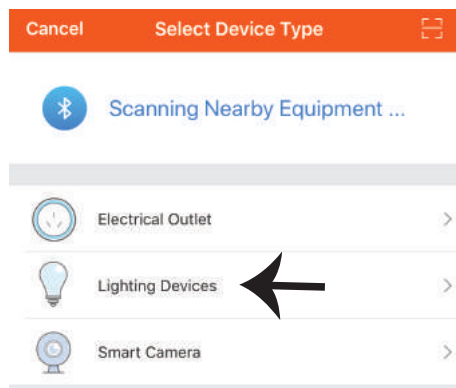 Cancel Select Device Type
Scanning Nearby Equipment ...
Electrical Outlet
Lighting Devices
Smart Camera